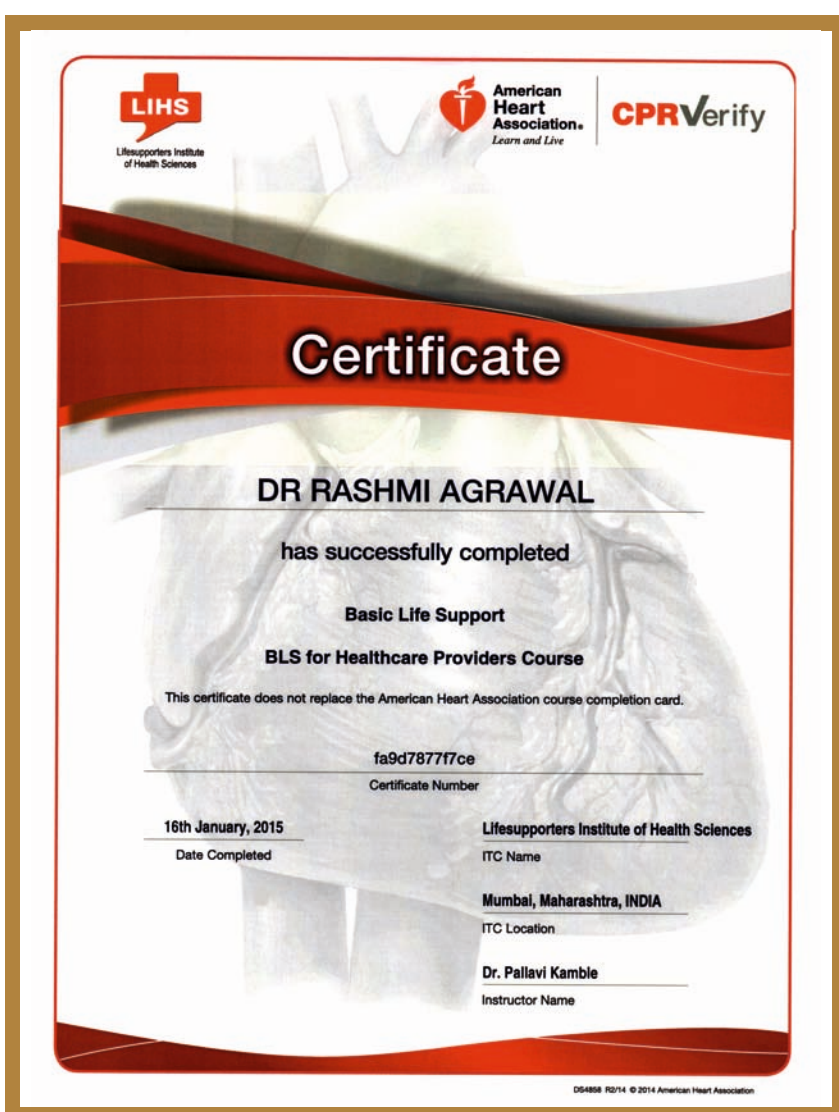 LIHS
Lifesupporters Institute
of Health Sciences
American
Heart
Association®
Learn and Live
CPRVerify
Certificate
DR RASHMI AGRAWAL
has successfully completed
Basic Life Support
BLS for Healthcare Providers Course
This certificate does not replace the American Heart Association course completion card.
fa9d7877f7ce
Certificate Number
16th January, 2015
Date Completed
Lifesupporters Institute of Health Sciences
ITC Name
Mumbai, Maharashtra, INDIA
ITC Location
Dr. Pallavi Kamble
Instructor Name
DS4858 R2/14 © 2014 American Heart Association